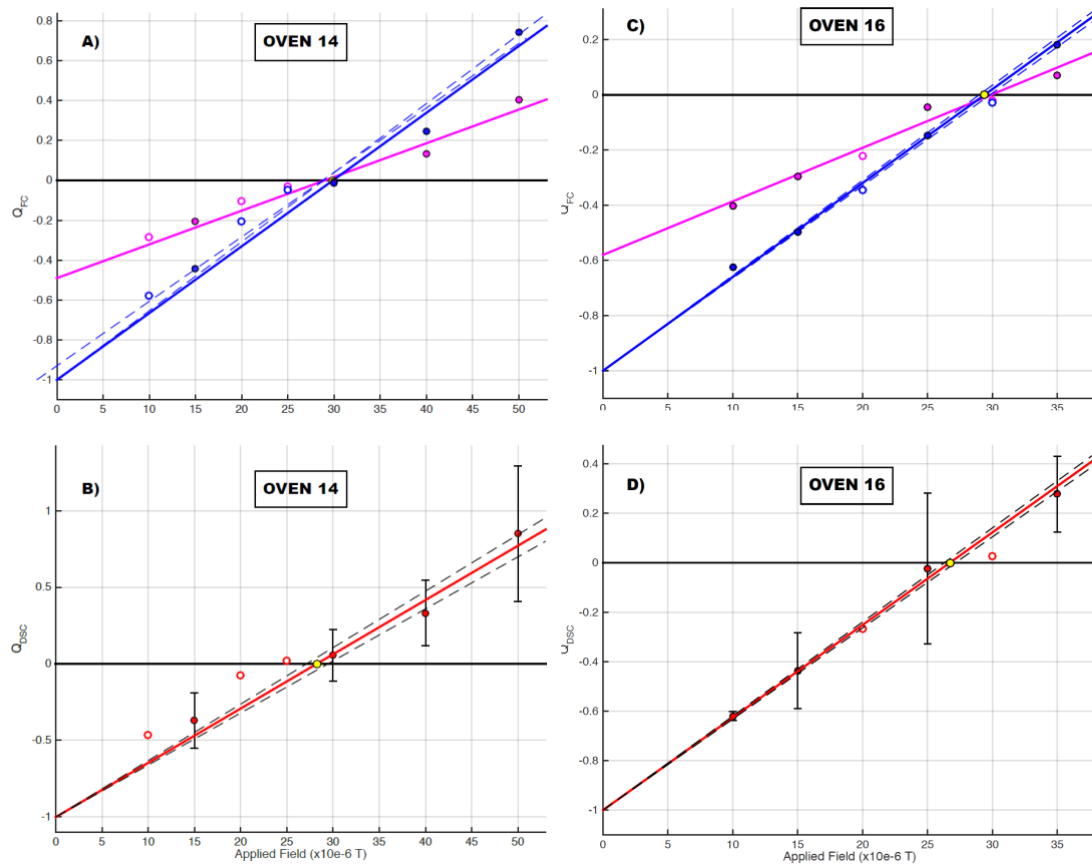 A)
OVEN 14
0.8
0.6
0.4
0.2
0
-0.2
-0.4
-0.6
-0.8
-1
Q_FC
0 5 10 15 20 25 30 35 40 45 50
C)
OVEN 16
0.2
0
-0.2
-0.4
-0.6
-0.8
-1
Q_FC
0 5 10 15 20 25 30 35
B)
OVEN 14
1
0.5
0
-0.5
-1
Q_DSC
0 5 10 15 20 25 30 35 40 45 50
Applied Field (x10e-6 T)
D)
OVEN 16
0.4
0.2
0
-0.2
-0.4
-0.6
-0.8
-1
Q_DSC
0 5 10 15 20 25 30 35
Applied Field (x10e-6 T)